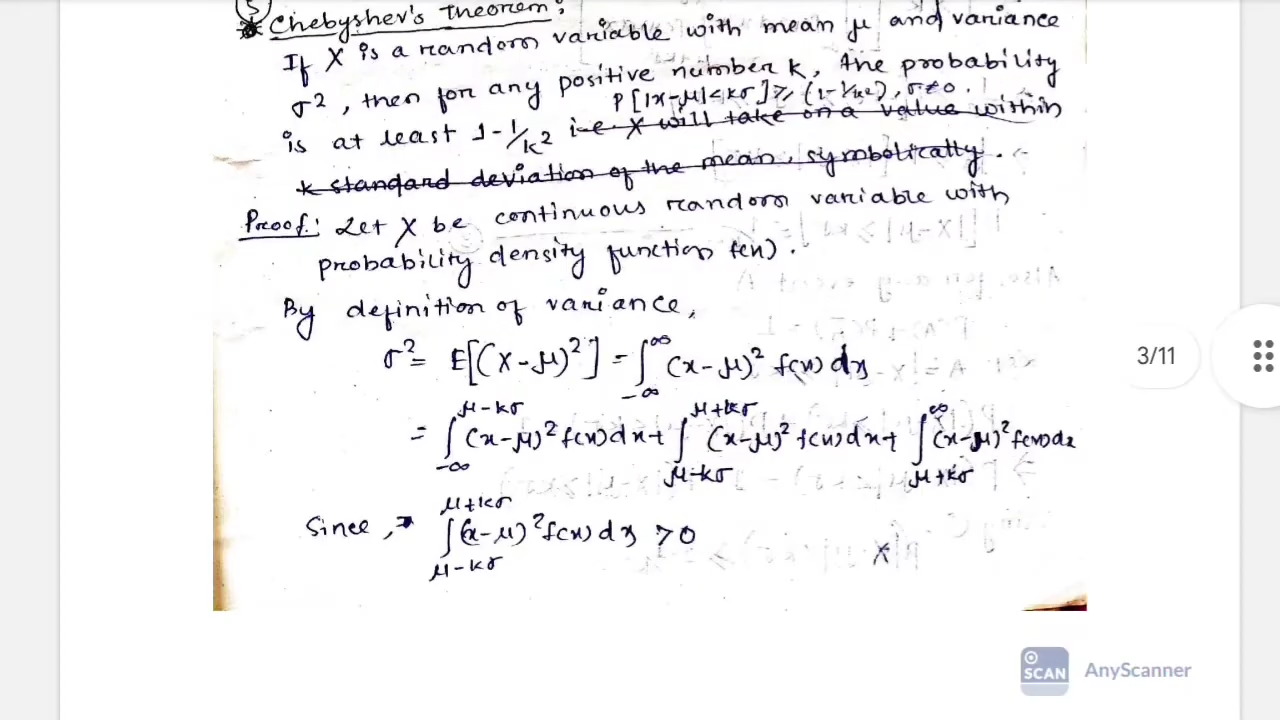 5
* Chebyshev's Theorem:
If X is a random variable with mean μ and variance
σ², then for any positive number k, the probability
P[|x-μ|<kσ] ≥ (1-1/k²), σ≠0.
is at least 1-1/k² i.e. X will take on a value within
k standard deviation of the mean, symbolically.
Proof: Let X be continuous random variable with
probability density function f(x).
By definition of variance,
σ² = E[(X-μ)²] = ∫_{-∞}^{∞} (x-μ)² f(x) dx
= ∫_{-∞}^{μ-kσ} (x-μ)² f(x) dx + ∫_{μ-kσ}^{μ+kσ} (x-μ)² f(x) dx + ∫_{μ+kσ}^{∞} (x-μ)² f(x) dx
Since, ∫_{μ-kσ}^{μ+kσ} (x-μ)² f(x) dx > 0
3/11
SCAN AnyScanner